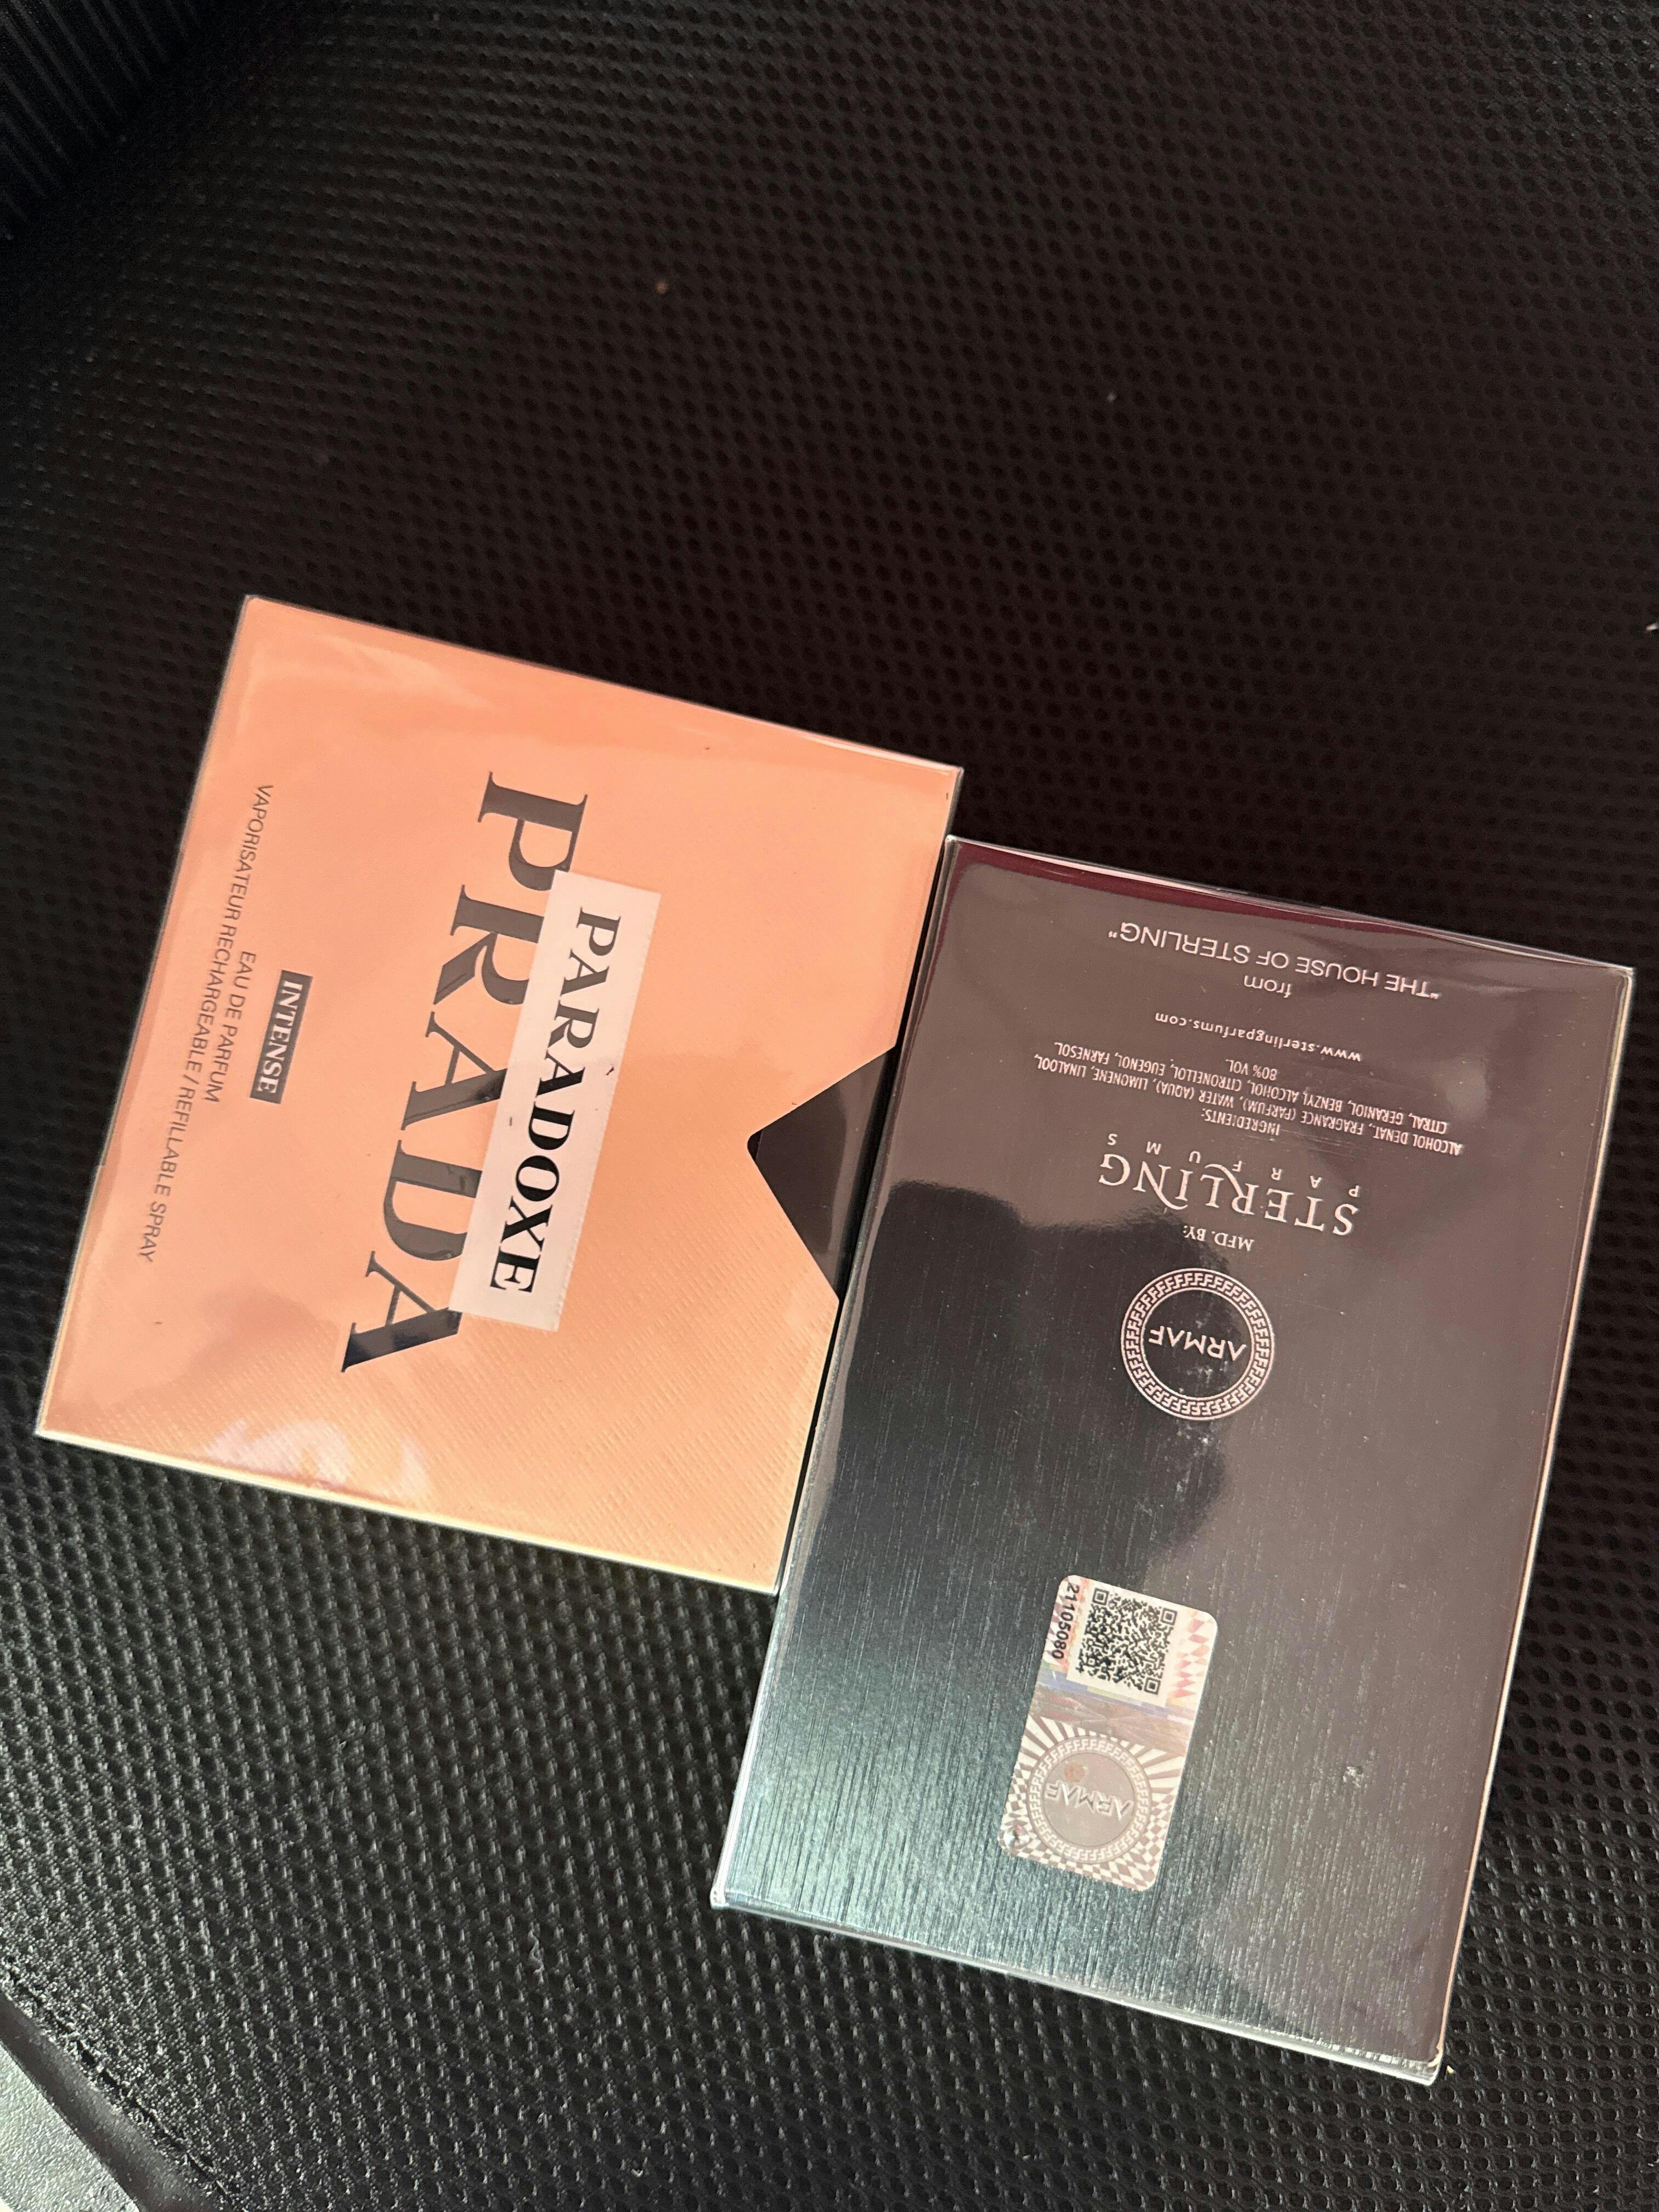 PRADA
PARADOXE
INTENSE
EAU DE PARFUM
VAPORISATEUR RECHARGEABLE / REFILLABLE SPRAY
ARMAF
MFD. BY:
STERLING
PARFUMS
INGREDIENTS:
ALCOHOL DENAT, FRAGRANCE (PARFUM), WATER (AQUA), LIMONENE, LINALOOL
CITRAL, GERANIOL, BENZYL ALCOHOL, CITRONELLOL, EUGENOL, FARNESOL.
80% VOL.
www.sterlingparfums.com
from
"THE HOUSE OF STERLING"
21105080
ARMAF